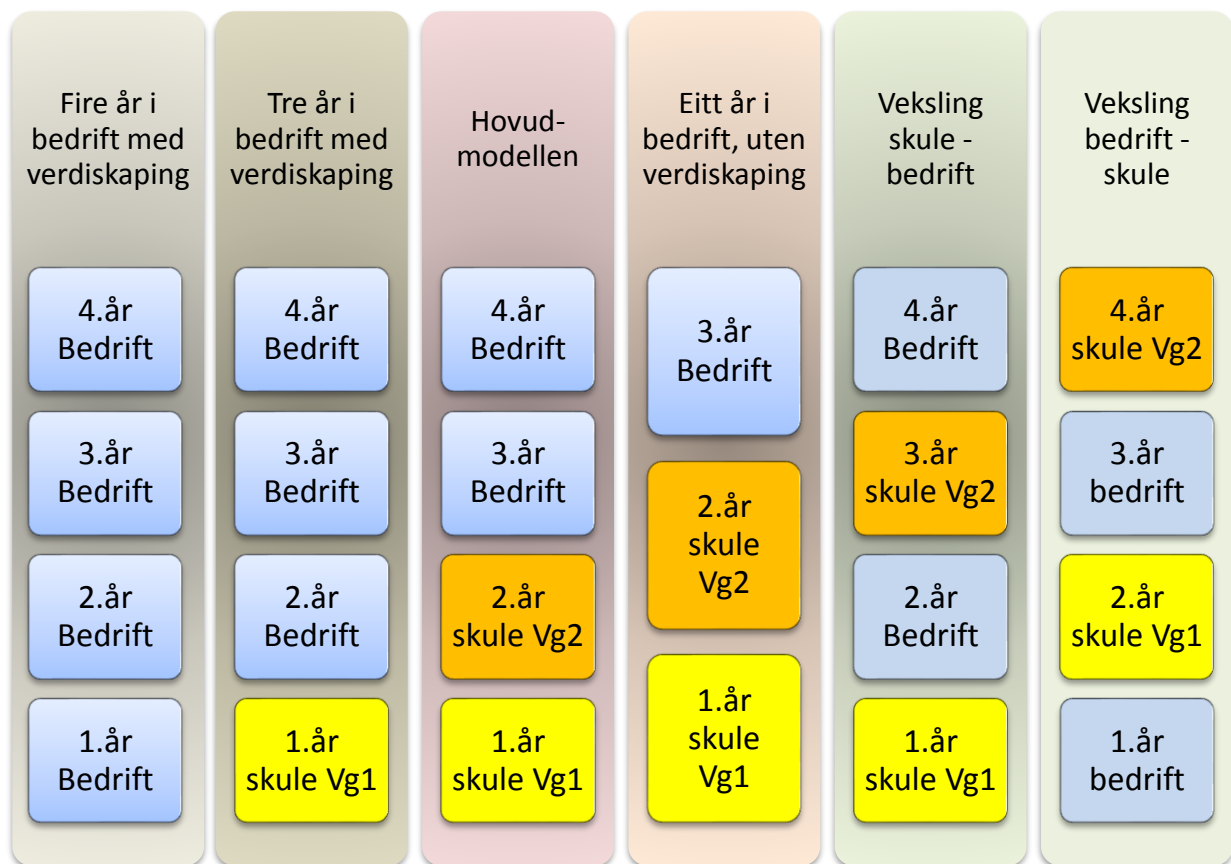 Fire år i
bedrift med
verdiskaping
4.år
Bedrift
3.år
Bedrift
2.år
Bedrift
1.år
Bedrift
Tre år i
bedrift med
verdiskaping
4.år
Bedrift
3.år
Bedrift
2.år
Bedrift
1.år
skule Vg1
Hovud-
modellen
4.år
Bedrift
3.år
Bedrift
2.år
skule Vg2
1.år
skule Vg1
Eitt år i
bedrift, uten
verdiskaping
3.år
Bedrift
2.år
skule
Vg2
1.år
skule
Vg1
Veksling
skule -
bedrift
4.år
Bedrift
3.år
skule Vg2
2.år
Bedrift
1.år
skule Vg1
Veksling
bedrift -
skule
4.år
skule Vg2
3.år
bedrift
2.år
skule Vg1
1.år
bedrift